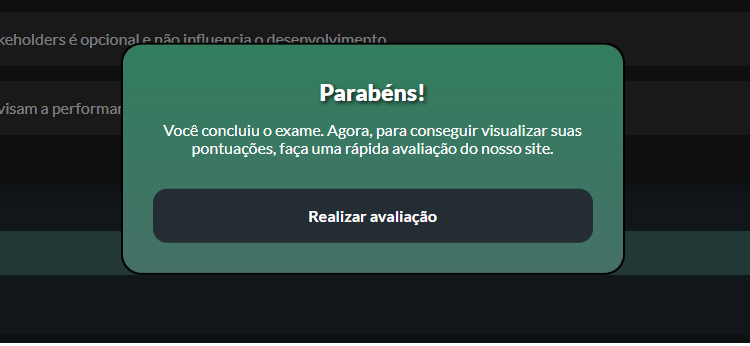 keholders é opcional e não influencia o desenvolvimento
Parabéns!
visam a performar
Você concluiu o exame. Agora, para conseguir visualizar suas
pontuações, faça uma rápida avaliação do nosso site.
Realizar avaliação